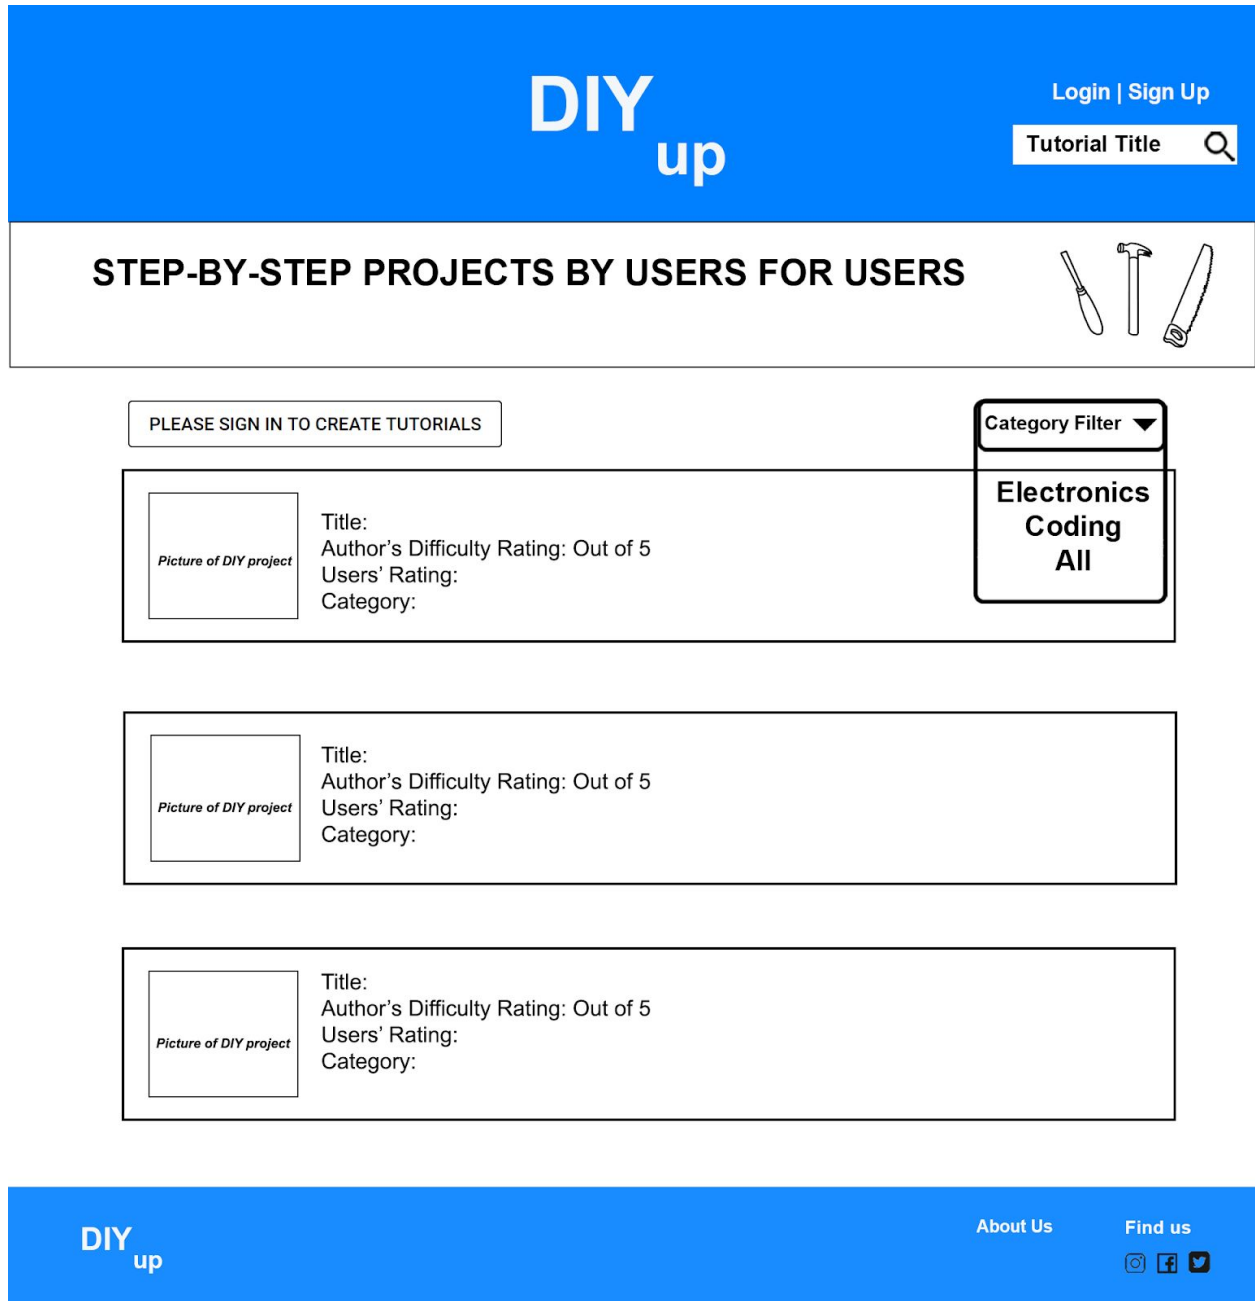 DIY
up
Login | Sign Up
Tutorial Title
STEP-BY-STEP PROJECTS BY USERS FOR USERS
PLEASE SIGN IN TO CREATE TUTORIALS
Category Filter
Electronics
Coding
All
Picture of DIY project
Title:
Author’s Difficulty Rating: Out of 5
Users’ Rating:
Category:
Picture of DIY project
Title:
Author’s Difficulty Rating: Out of 5
Users’ Rating:
Category:
Picture of DIY project
Title:
Author’s Difficulty Rating: Out of 5
Users’ Rating:
Category:
DIY
up
About Us
Find us